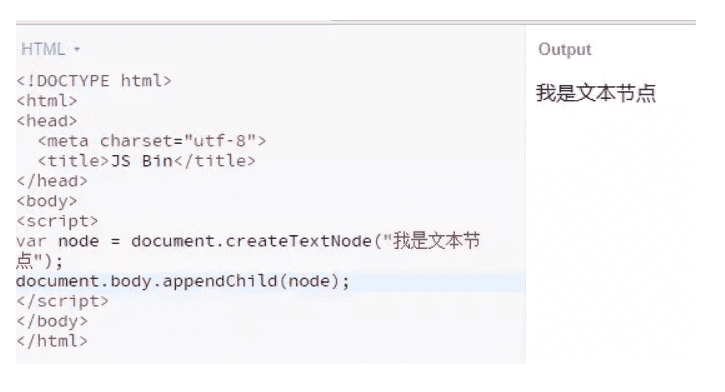 HTML
Output
<!DOCTYPE html>
<html>
<head>
  <meta charset="utf-8">
  <title>JS Bin</title>
</head>
<body>
<script>
var node = document.createTextNode("我是文本节
点");
document.body.appendChild(node);
</script>
</body>
</html>
我是文本节点